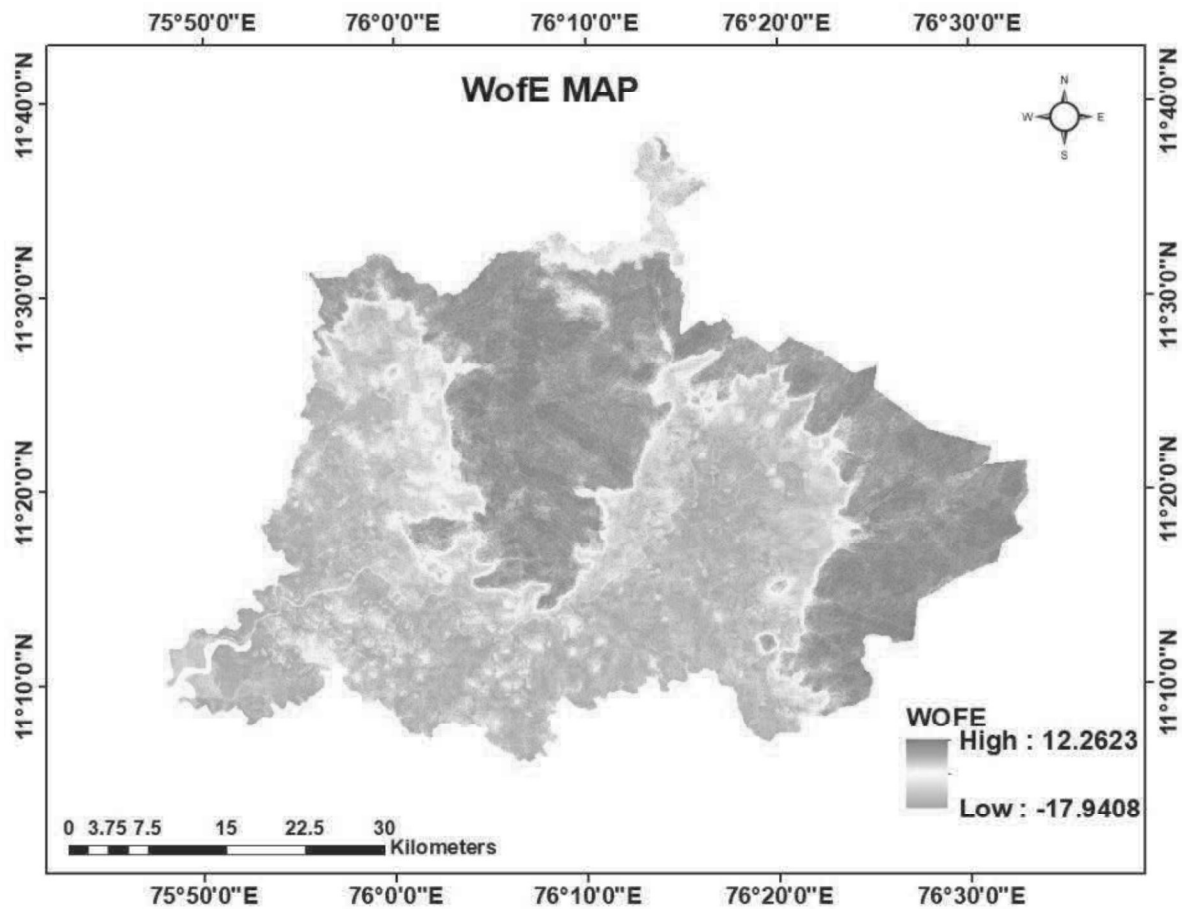 75°50'0"E 76°0'0"E 76°10'0"E 76°20'0"E 76°30'0"E
WofE MAP
N
W E
S
11°40'0"N 11°40'0"N
11°30'0"N 11°30'0"N
11°20'0"N 11°20'0"N
11°10'0"N 11°10'0"N
WOFE
High : 12.2623
Low : -17.9408
0 3.75 7.5 15 22.5 30
Kilometers
75°50'0"E 76°0'0"E 76°10'0"E 76°20'0"E 76°30'0"E